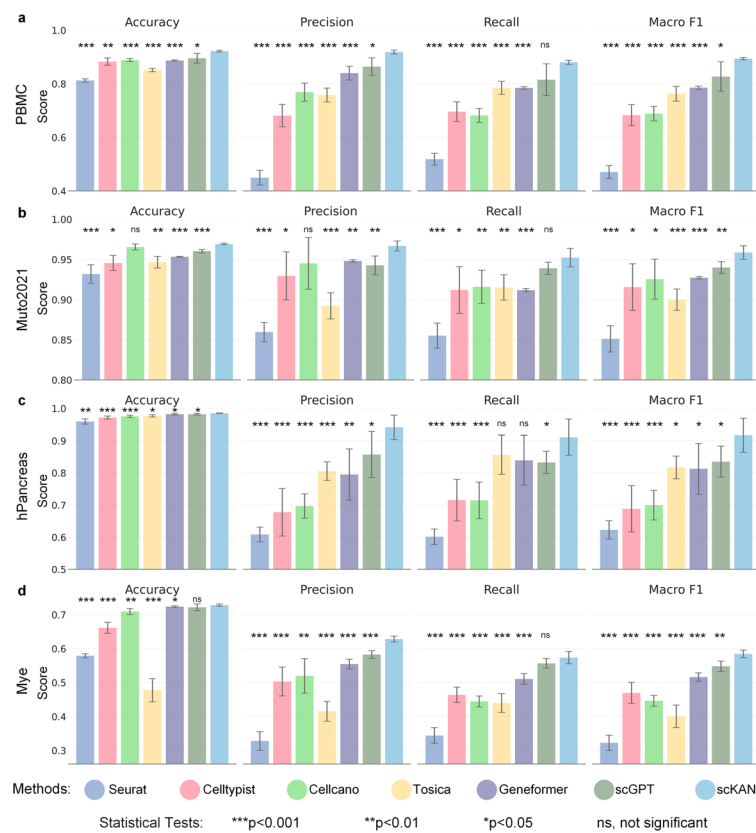 a
Accuracy Precision Recall Macro F1
*** ** *** *** *** * *** *** *** *** *** * *** *** *** *** *** ns *** *** *** *** *** *
PBMC
Score
1.0
0.8
0.6
0.4
b
Accuracy Precision Recall Macro F1
*** * ns ** *** *** *** * ns *** ** ** *** * ** ** *** ns *** * * *** *** **
Muto2021
Score
1.00
0.95
0.90
0.85
0.80
c
Accuracy Precision Recall Macro F1
** *** *** * * * *** *** *** *** ** * *** *** *** ns ns * *** *** *** * * *
hPancreas
Score
1.0
0.9
0.8
0.7
0.6
0.5
d
Accuracy Precision Recall Macro F1
*** *** ** *** * ns *** *** ** *** *** *** *** *** *** *** *** ns *** *** *** *** *** **
Mye
Score
0.7
0.6
0.5
0.4
0.3
Methods: Seurat Celltypist Cellcano Tosica Geneformer scGPT scKAN
Statistical Tests: ***p<0.001 **p<0.01 *p<0.05 ns, not significant